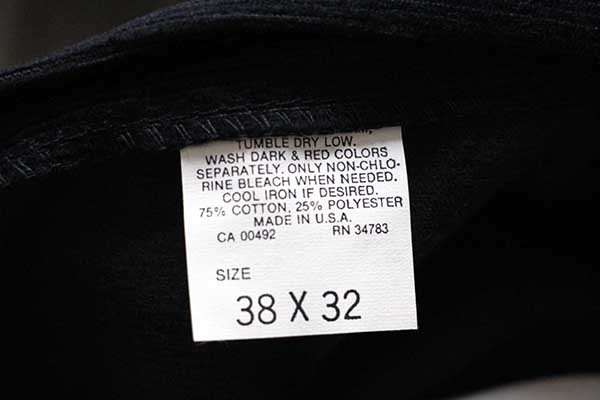 TUMBLE DRY LOW.
WASH DARK & RED COLORS
SEPARATELY. ONLY NON-CHLO-
RINE BLEACH WHEN NEEDED.
COOL IRON IF DESIRED.
75% COTTON, 25% POLYESTER
MADE IN U.S.A.
CA 00492 RN 34783
SIZE
38 X 32